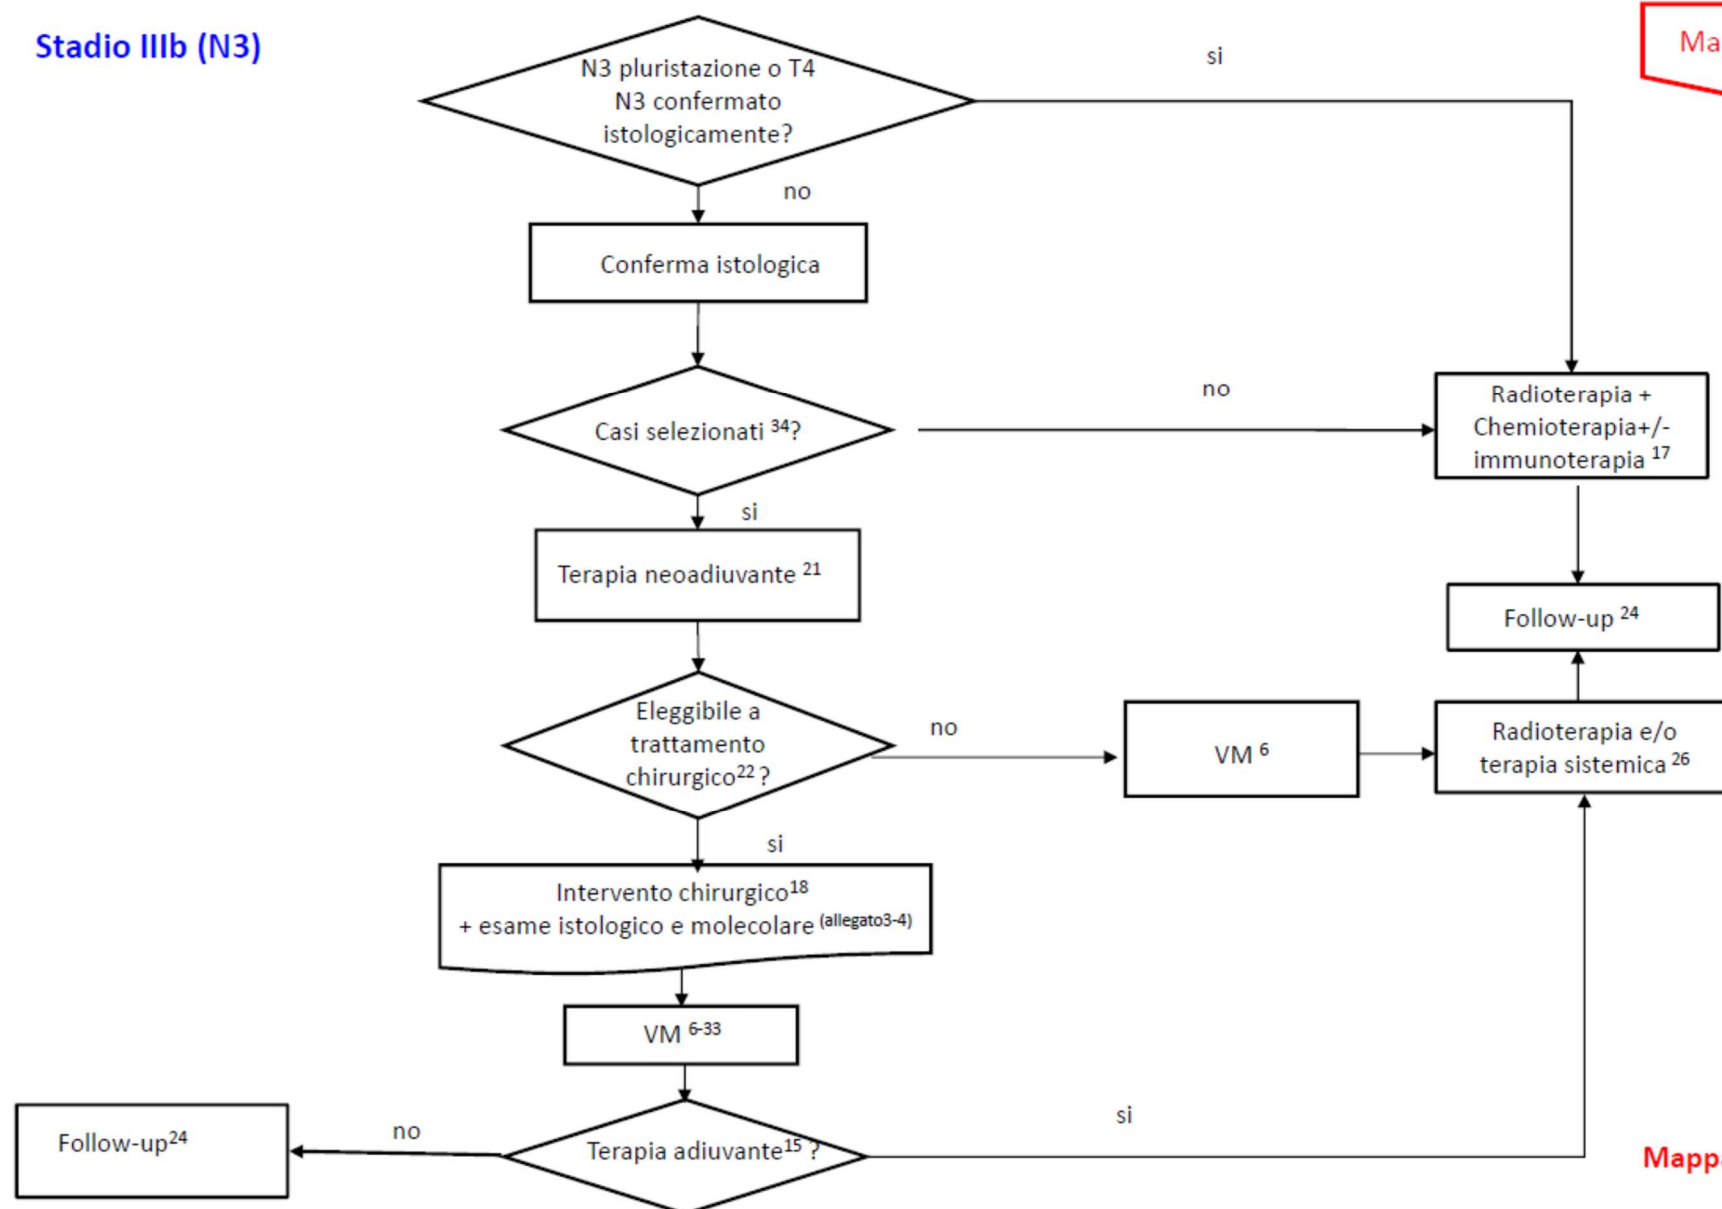 Stadio IIIb (N3)
Ma
N3 pluristazione o T4
N3 confermato
istologicamente?
si
no
Conferma istologica
Casi selezionati 34?
no
si
Radioterapia +
Chemioterapia+/-
immunoterapia 17
Terapia neoadiuvante 21
Follow-up 24
Eleggibile a
trattamento
chirurgico22 ?
no
VM 6
Radioterapia e/o
terapia sistemica 26
si
Intervento chirurgico18
+ esame istologico e molecolare (allegato3-4)
VM 6-33
Terapia adiuvante15 ?
no
si
Follow-up24
Mappa